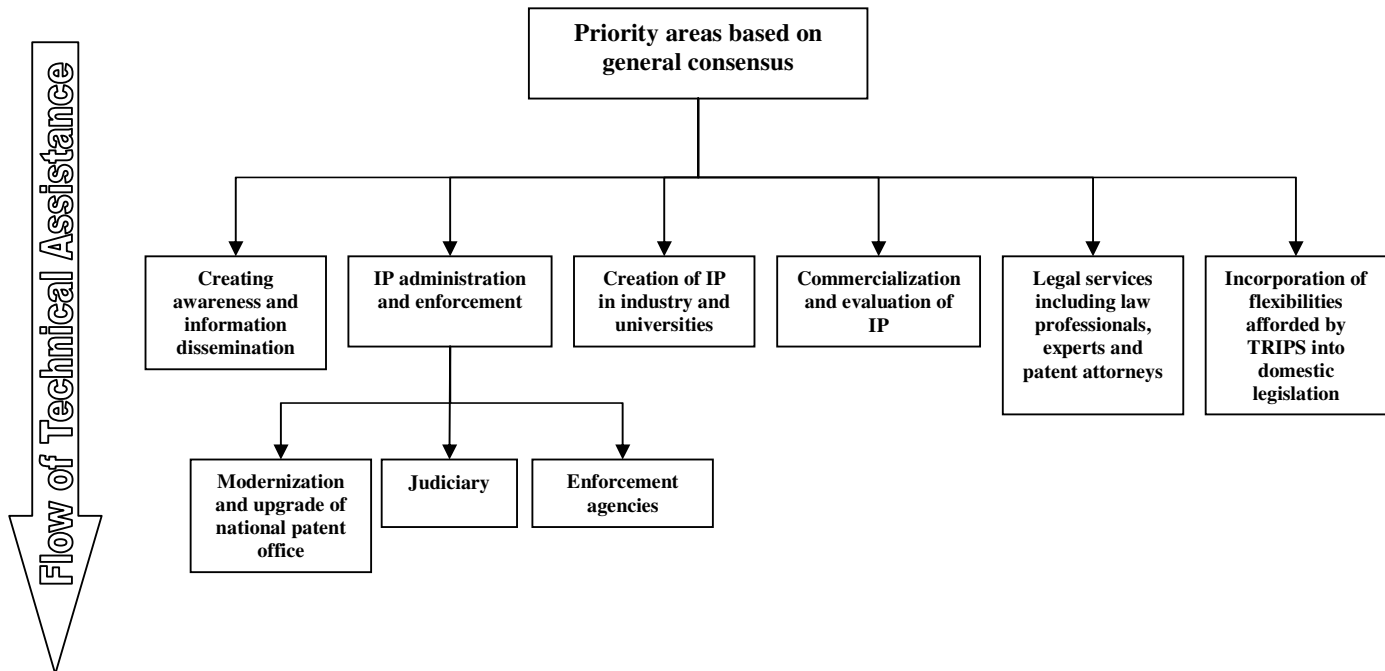 Flow of Technical Assistance
Priority areas based on
general consensus
Creating
awareness and
information
dissemination
IP administration
and enforcement
Creation of IP
in industry and
universities
Commercialization
and evaluation of
IP
Legal services
including law
professionals,
experts and
patent attorneys
Incorporation of
flexibilities
afforded by
TRIPS into
domestic
legislation
Modernization
and upgrade of
national patent
office
Judiciary
Enforcement
agencies